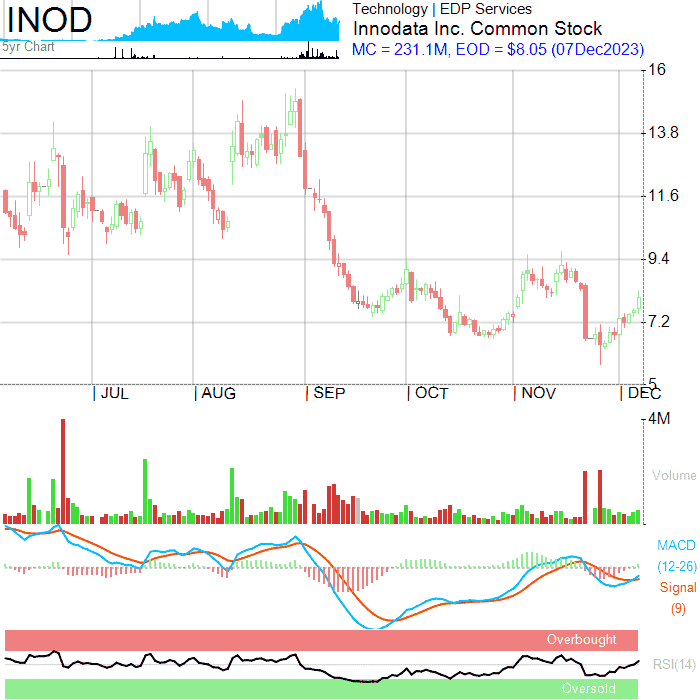 INOD
5yr Chart
Technology | EDP Services
Innodata Inc. Common Stock
MC = 231.1M, EOD = $8.05 (07Dec2023)
16
13.8
11.6
9.4
7.2
5
JUL AUG SEP OCT NOV DEC
4M
Volume
MACD
(12-26)
Signal
(9)
Overbought
RSI(14)
Oversold